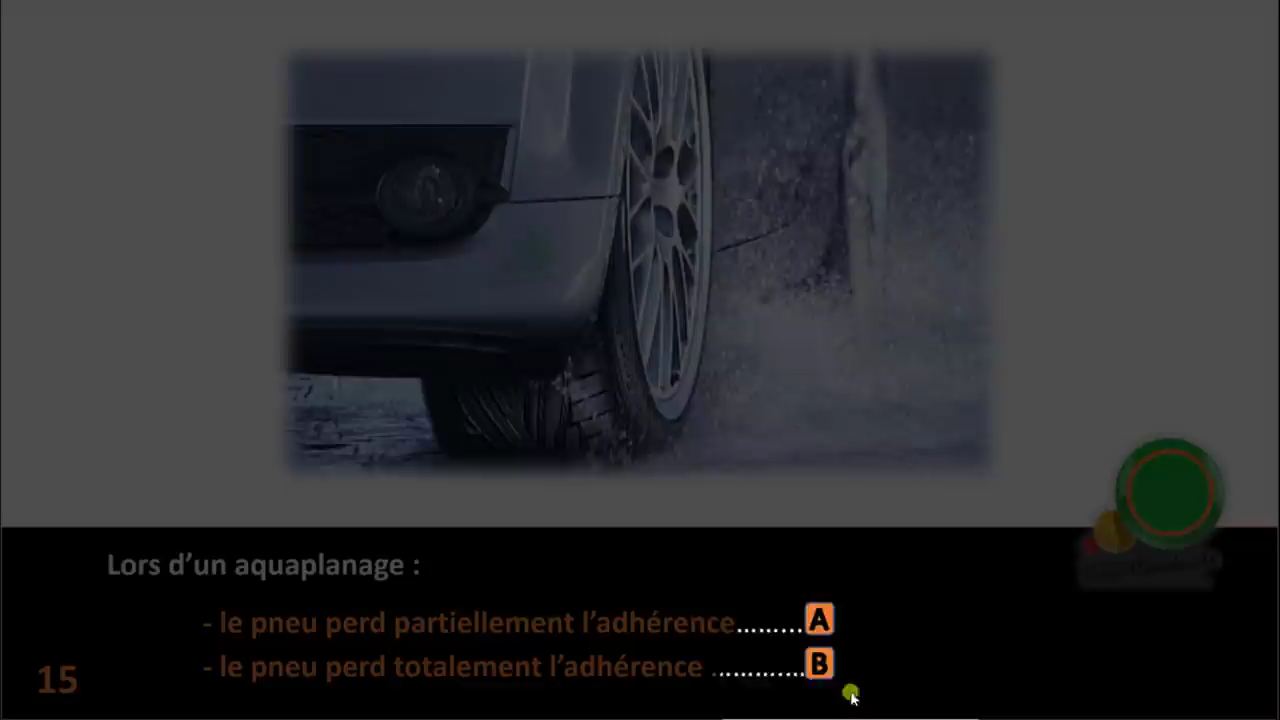 Lors d’un aquaplanage :
- le pneu perd partiellement l’adhérence......... A
- le pneu perd totalement l’adhérence ............. B
15